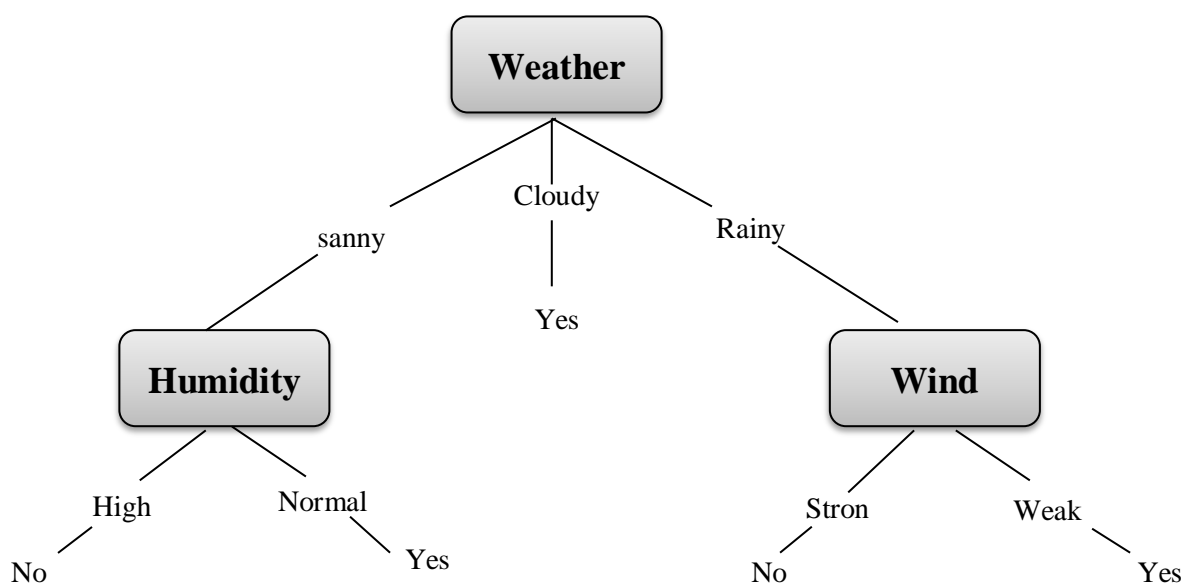 Weather
Cloudy
sanny
Rainy
Yes
Humidity
Wind
High
Normal
Stron
Weak
No
Yes
No
Yes